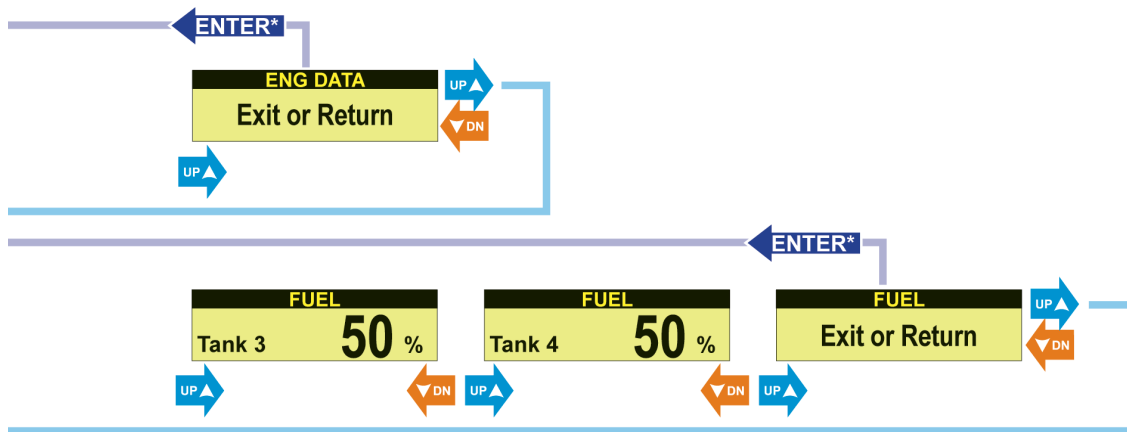 ENTER*
ENG DATA
UP
Exit or Return
DN
UP
ENTER*
FUEL
Tank 3 50 %
UP
DN
FUEL
Tank 4 50 %
UP
DN
FUEL
UP
Exit or Return
DN
UP